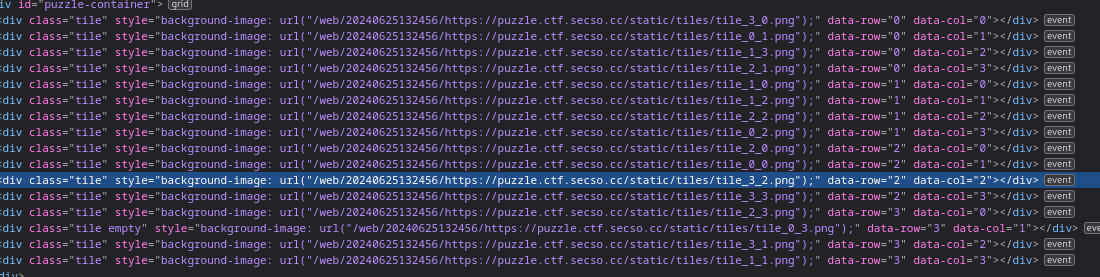 iv id="puzzle-container"> grid
<div class="tile" style="background-image: url("/web/20240625132456/https://puzzle.ctf.secso.cc/static/tiles/tile_3_0.png");" data-row="0" data-col="0"></div> event
<div class="tile" style="background-image: url("/web/20240625132456/https://puzzle.ctf.secso.cc/static/tiles/tile_0_1.png");" data-row="0" data-col="1"></div> event
<div class="tile" style="background-image: url("/web/20240625132456/https://puzzle.ctf.secso.cc/static/tiles/tile_1_3.png");" data-row="0" data-col="2"></div> event
<div class="tile" style="background-image: url("/web/20240625132456/https://puzzle.ctf.secso.cc/static/tiles/tile_2_1.png");" data-row="0" data-col="3"></div> event
<div class="tile" style="background-image: url("/web/20240625132456/https://puzzle.ctf.secso.cc/static/tiles/tile_1_0.png");" data-row="1" data-col="0"></div> event
<div class="tile" style="background-image: url("/web/20240625132456/https://puzzle.ctf.secso.cc/static/tiles/tile_1_2.png");" data-row="1" data-col="1"></div> event
<div class="tile" style="background-image: url("/web/20240625132456/https://puzzle.ctf.secso.cc/static/tiles/tile_2_2.png");" data-row="1" data-col="2"></div> event
<div class="tile" style="background-image: url("/web/20240625132456/https://puzzle.ctf.secso.cc/static/tiles/tile_0_2.png");" data-row="1" data-col="3"></div> event
<div class="tile" style="background-image: url("/web/20240625132456/https://puzzle.ctf.secso.cc/static/tiles/tile_2_0.png");" data-row="2" data-col="0"></div> event
<div class="tile" style="background-image: url("/web/20240625132456/https://puzzle.ctf.secso.cc/static/tiles/tile_0_0.png");" data-row="2" data-col="1"></div> event
<div class="tile" style="background-image: url("/web/20240625132456/https://puzzle.ctf.secso.cc/static/tiles/tile_3_2.png");" data-row="2" data-col="2"></div> event
<div class="tile" style="background-image: url("/web/20240625132456/https://puzzle.ctf.secso.cc/static/tiles/tile_3_3.png");" data-row="2" data-col="3"></div> event
<div class="tile" style="background-image: url("/web/20240625132456/https://puzzle.ctf.secso.cc/static/tiles/tile_2_3.png");" data-row="3" data-col="0"></div> event
<div class="tile empty" style="background-image: url("/web/20240625132456/https://puzzle.ctf.secso.cc/static/tiles/tile_0_3.png");" data-row="3" data-col="1"></div> eve
<div class="tile" style="background-image: url("/web/20240625132456/https://puzzle.ctf.secso.cc/static/tiles/tile_3_1.png");" data-row="3" data-col="2"></div> event
<div class="tile" style="background-image: url("/web/20240625132456/https://puzzle.ctf.secso.cc/static/tiles/tile_1_1.png");" data-row="3" data-col="3"></div> event
div>